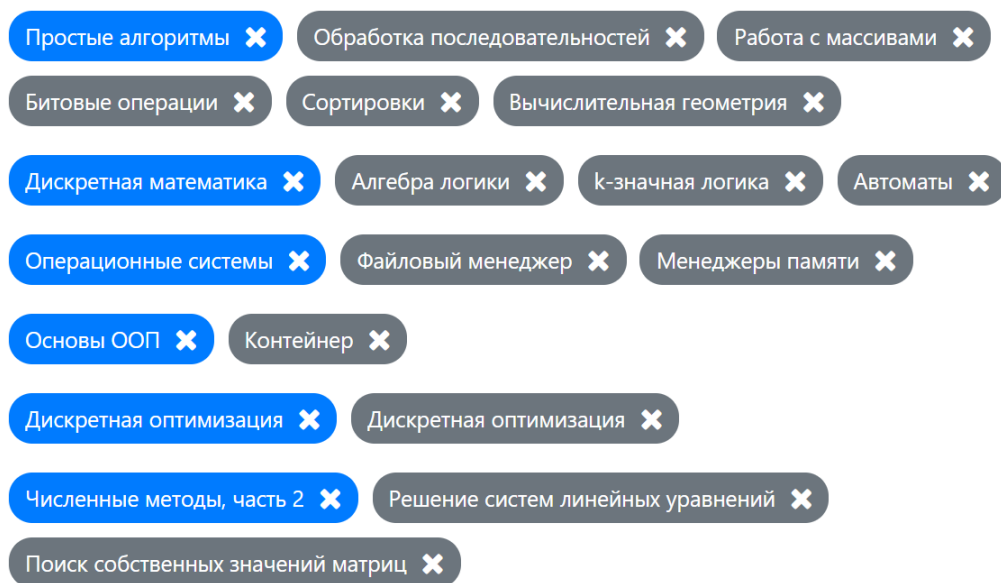 Простые алгоритмы ✖ Обработка последовательностей ✖ Работа с массивами ✖
Битовые операции ✖ Сортировки ✖ Вычислительная геометрия ✖
Дискретная математика ✖ Алгебра логики ✖ k-значная логика ✖ Автоматы ✖
Операционные системы ✖ Файловый менеджер ✖ Менеджеры памяти ✖
Основы ООП ✖ Контейнер ✖
Дискретная оптимизация ✖ Дискретная оптимизация ✖
Численные методы, часть 2 ✖ Решение систем линейных уравнений ✖
Поиск собственных значений матриц ✖